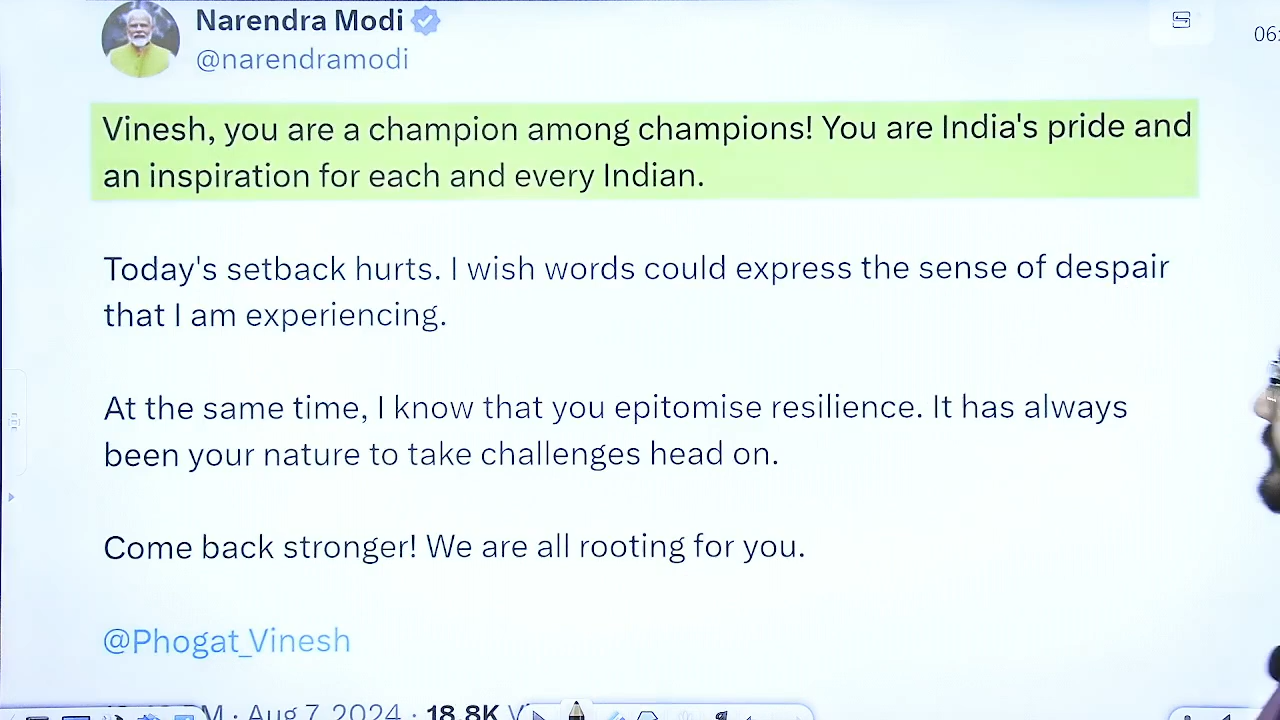 Narendra Modi
@narendramodi
06:
Vinesh, you are a champion among champions! You are India's pride and
an inspiration for each and every Indian.
Today's setback hurts. I wish words could express the sense of despair
that I am experiencing.
At the same time, I know that you epitomise resilience. It has always
been your nature to take challenges head on.
Come back stronger! We are all rooting for you.
@Phogat_Vinesh
M · Aug 7, 2024 · 18.8K